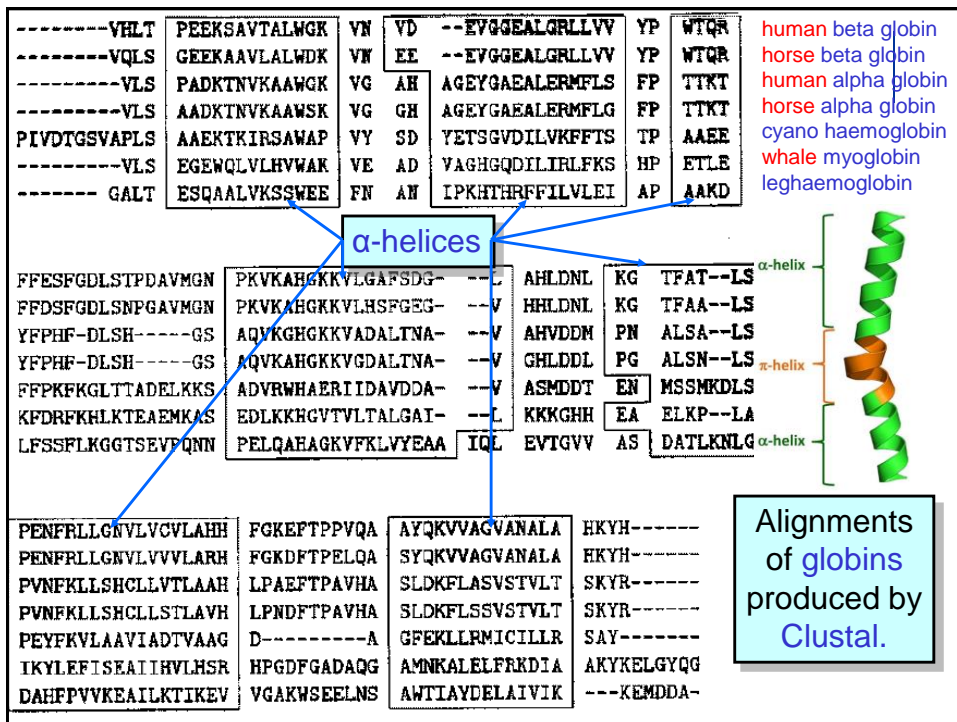 --------VHLT PEEKSAVTALWGK VN VD --EVGGEALGRLLVV YP WTQR human beta globin
--------VQLS GEEKAAVLALWDK VN EE --EVGGEALGRLLVV YP WTQR horse beta globin
---------VLS PADKTNVKAAWGK VG AH AGEYGAEALERMFLS FP TTKT human alpha globin
---------VLS AADKTNVKAAWSK VG GH AGEYGAEALERMFLG FP TTKT horse alpha globin
PIVDTGSVAPLS AAEKTKIRSAWAP VY SD YETSGVDILVKFFTS TP AAEE cyano haemoglobin
---------VLS EGEWQLVLHVWAK VE AD VAGHGQDILIRLFKS HP ETLE whale myoglobin
--------GALT ESQAALVKSSWEE FN AN IPKHTHRFFILVLEI AP AAKD leghaemoglobin
α-helices
FFESFGDLSTPDAVMGN PKVKAHGKKVLGAFSDG---L AHLDNL KG TFAT--LS
FFDSFGDLSNPGAVMGN PKVKAHGKKVLHSFGEG---V HHLDNL KG TFAA--LS
YFPHF-DLSH-----GS AQVKGHGKKVADALTNA---V AHVDDM PN ALSA--LS
YFPHF-DLSH-----GS AQVKAHGKKVGDALTNA---V GHLDDL PG ALSN--LS
FFPKFKGLTTADELKKS ADVRWHAERIIDAVDDA---V ASMDDT EN MSSMKDLS
KFDRFKHLKTEAEMKAS EDLKKHGVTVLTALGAI---L KKKGHH EA ELKP--LA
LFSSFLKGGTSEVPQNN PELQAHAGKVFKLVYEAA IQL EVTGVV AS DATLKNLG
α-helix
π-helix
α-helix
PENFRLLGNVLVCVLAHH FGKEFTPPVQA AYQKVVAGVANALA HKYH------
PENFRLLGNVLVVVLARH FGKDFTPELQA SYQKVVAGVANALA HKYH------
PVNFKLLSHCLLVTLAAH LPAEFTPAVHA SLDKFLASVSTVLT SKYR------
PVNFKLLSHCLLSTLAVH LPNDFTPAVHA SLDKFLSSVSTVLT SKYR------
PEYFKVLAAVIADTVAAG D---------A GFEKLLRMICILLR SAY-------
IKYLEFISEAIIHVLHSR HPGDFGADAQG AMNKALELFRKDIA AKYKELGYQG
DAHFPVVKEAILKTIKEV VGAKWSEELNS AWTIAYDELAIVIK ---KEMDDA-
Alignments
of globins
produced by
Clustal.